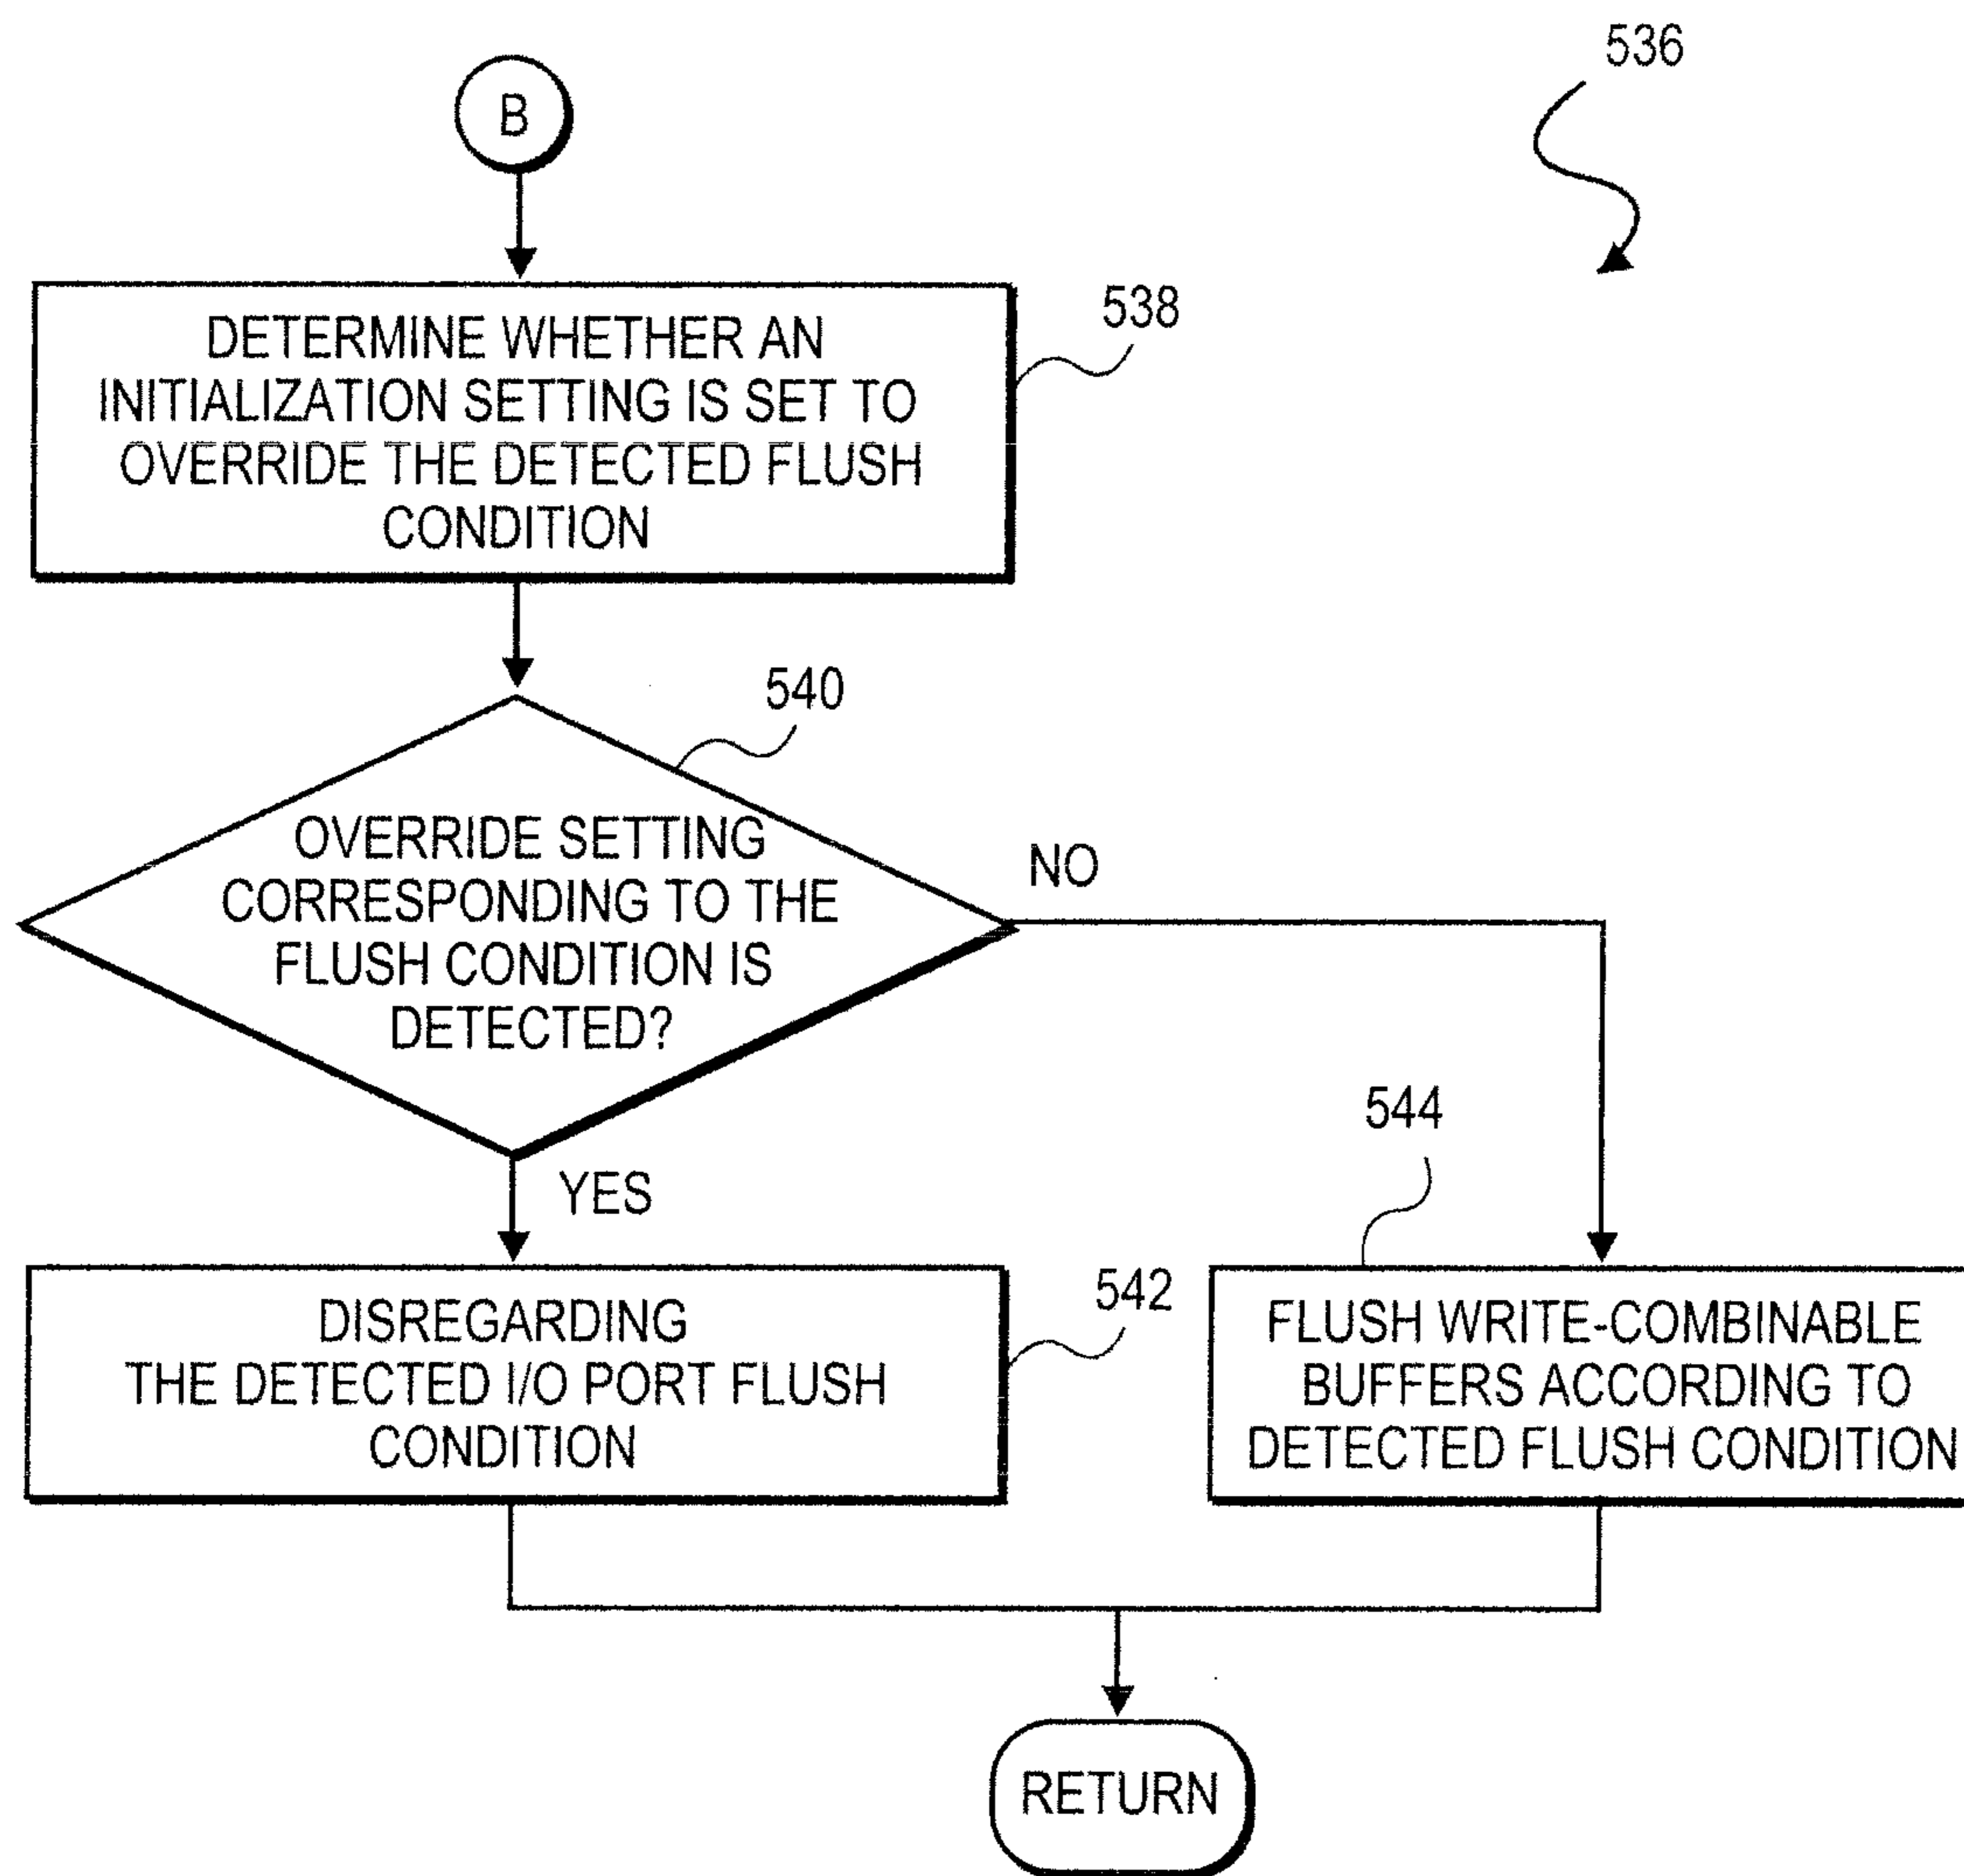 536
B
538
DETERMINE WHETHER AN
INITIALIZATION SETTING IS SET TO
OVERRIDE THE DETECTED FLUSH
CONDITION
540
OVERRIDE SETTING
CORRESPONDING TO THE
FLUSH CONDITION IS
DETECTED?
NO
YES
544
542
DISREGARDING
THE DETECTED I/O PORT FLUSH
CONDITION
FLUSH WRITE-COMBINABLE
BUFFERS ACCORDING TO
DETECTED FLUSH CONDITION
RETURN